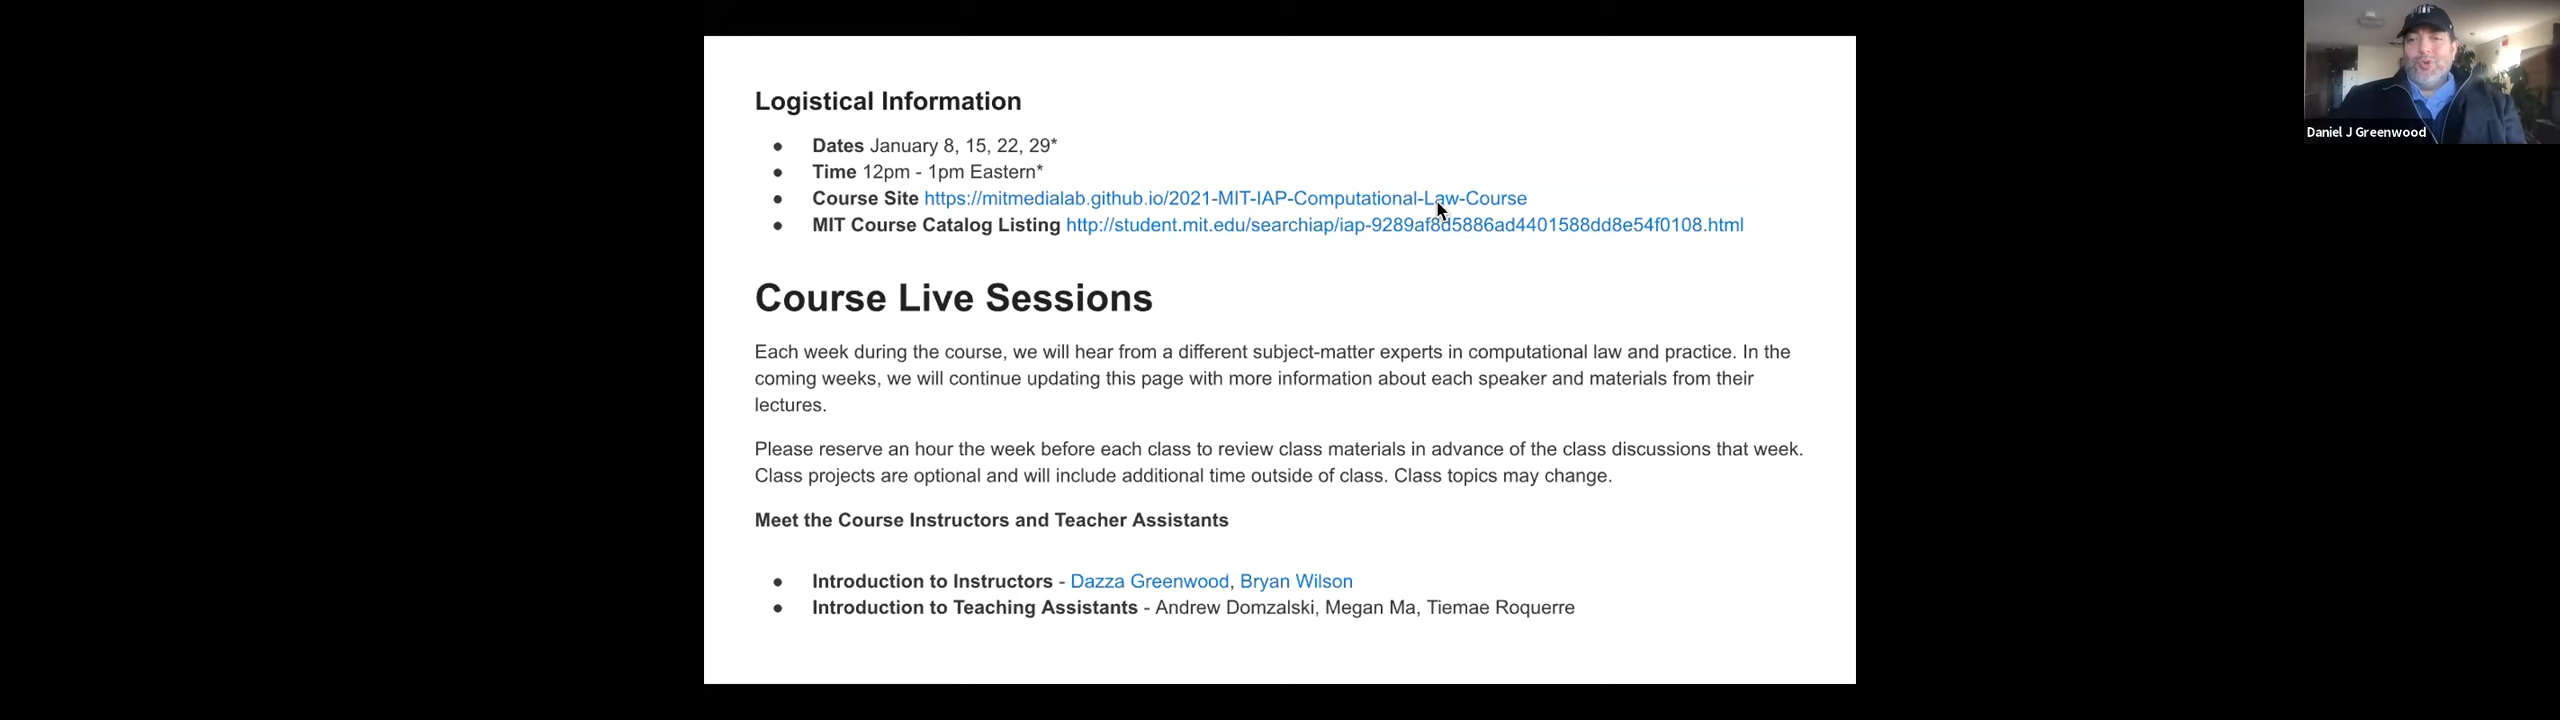 Logistical Information
● Dates January 8, 15, 22, 29*
● Time 12pm - 1pm Eastern*
● Course Site https://mitmedialab.github.io/2021-MIT-IAP-Computational-Law-Course
● MIT Course Catalog Listing http://student.mit.edu/searchiap/iap-9289af8d5886ad4401588dd8e54f0108.html
Course Live Sessions
Each week during the course, we will hear from a different subject-matter experts in computational law and practice. In the
coming weeks, we will continue updating this page with more information about each speaker and materials from their
lectures.
Please reserve an hour the week before each class to review class materials in advance of the class discussions that week.
Class projects are optional and will include additional time outside of class. Class topics may change.
Meet the Course Instructors and Teacher Assistants
● Introduction to Instructors - Dazza Greenwood, Bryan Wilson
● Introduction to Teaching Assistants - Andrew Domzalski, Megan Ma, Tiemae Roquerre
Daniel J Greenwood